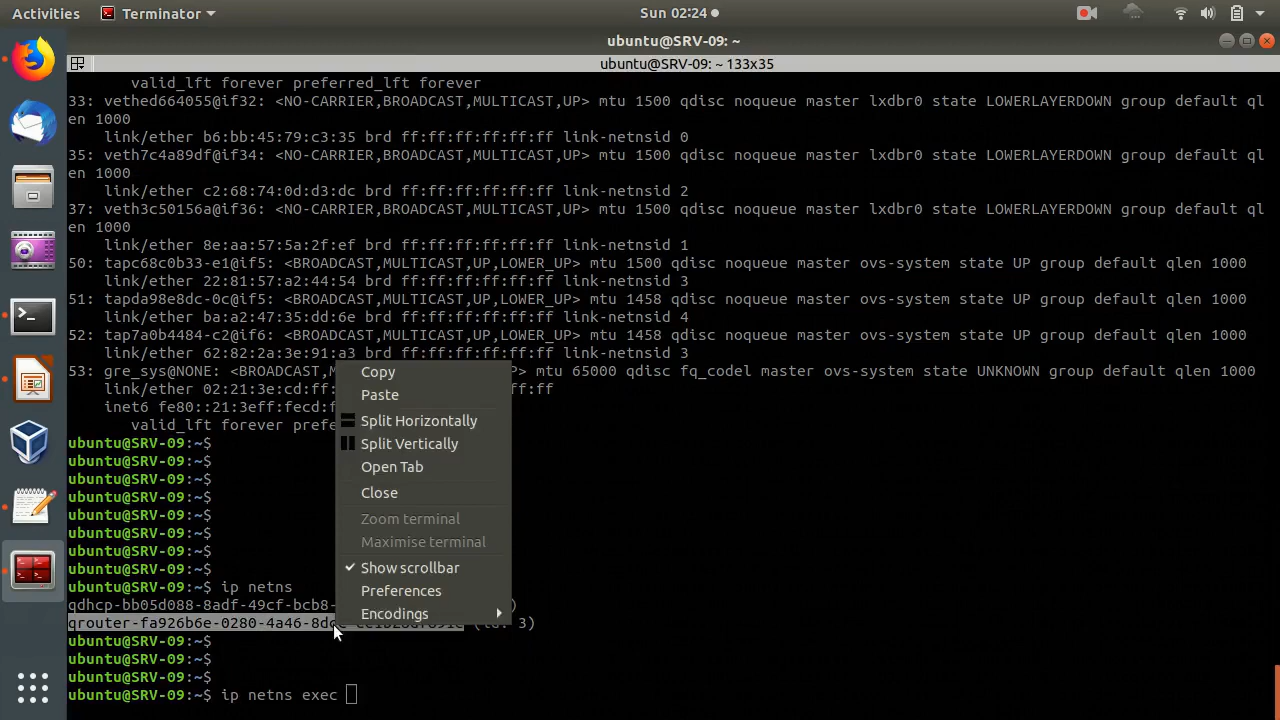 Activities Terminator Sun 02:24
ubuntu@SRV-09: ~
ubuntu@SRV-09: ~ 133x35
valid_lft forever preferred_lft forever
33: vethed664055@if32: <NO-CARRIER,BROADCAST,MULTICAST,UP> mtu 1500 qdisc noqueue master lxdbr0 state LOWERLAYERDOWN group default ql
en 1000
link/ether b6:bb:45:79:c3:35 brd ff:ff:ff:ff:ff:ff link-netnsid 0
35: veth7c4a89df@if34: <NO-CARRIER,BROADCAST,MULTICAST,UP> mtu 1500 qdisc noqueue master lxdbr0 state LOWERLAYERDOWN group default ql
en 1000
link/ether c2:68:74:0d:d3:dc brd ff:ff:ff:ff:ff:ff link-netnsid 2
37: veth3c50156a@if36: <NO-CARRIER,BROADCAST,MULTICAST,UP> mtu 1500 qdisc noqueue master lxdbr0 state LOWERLAYERDOWN group default ql
en 1000
link/ether 8e:aa:57:5a:2f:ef brd ff:ff:ff:ff:ff:ff link-netnsid 1
50: tapc68c0b33-e1@if5: <BROADCAST,MULTICAST,UP,LOWER_UP> mtu 1500 qdisc noqueue master ovs-system state UP group default qlen 1000
link/ether 22:81:57:a2:44:54 brd ff:ff:ff:ff:ff:ff link-netnsid 3
51: tapda98e8dc-0c@if5: <BROADCAST,MULTICAST,UP,LOWER_UP> mtu 1458 qdisc noqueue master ovs-system state UP group default qlen 1000
link/ether ba:a2:47:35:dd:6e brd ff:ff:ff:ff:ff:ff link-netnsid 4
52: tap7a0b4484-c2@if6: <BROADCAST,MULTICAST,UP,LOWER_UP> mtu 1458 qdisc noqueue master ovs-system state UP group default qlen 1000
link/ether 62:82:2a:3e:91:a3 brd ff:ff:ff:ff:ff:ff link-netnsid 3
53: gre_sys@NONE: <BROADCAST,M > mtu 65000 qdisc fq_codel master ovs-system state UNKNOWN group default qlen 1000
link/ether 02:21:3e:cd:ff: ff:ff
inet6 fe80::21:3eff:fecd:f
valid_lft forever prefe
ubuntu@SRV-09:~$
ubuntu@SRV-09:~$
ubuntu@SRV-09:~$
ubuntu@SRV-09:~$
ubuntu@SRV-09:~$
ubuntu@SRV-09:~$
ubuntu@SRV-09:~$
ubuntu@SRV-09:~$
ubuntu@SRV-09:~$ ip netns
qdhcp-bb05d088-8adf-49cf-bcb8- )
qrouter-fa926b6e-0280-4a46- 3)
ubuntu@SRV-09:~$
ubuntu@SRV-09:~$
ubuntu@SRV-09:~$
ubuntu@SRV-09:~$ ip netns exec
Copy
Paste
Split Horizontally
Split Vertically
Open Tab
Close
Zoom terminal
Maximise terminal
Show scrollbar
Preferences
Encodings